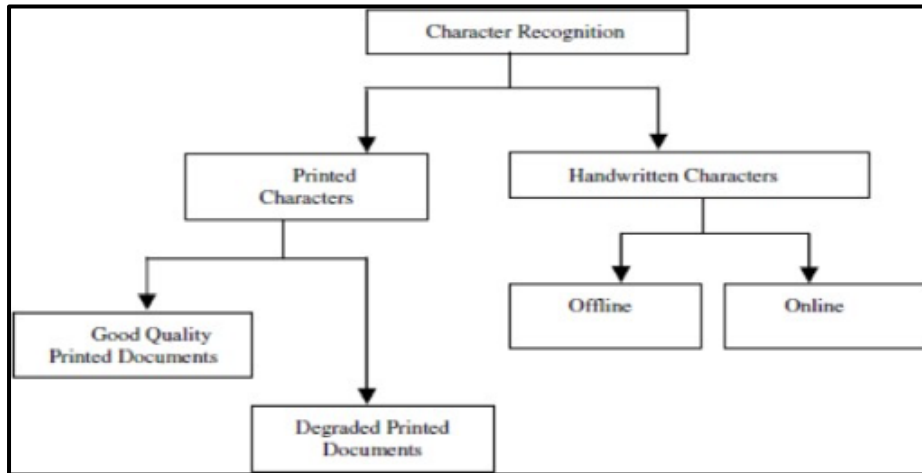 Character Recognition
Printed
Characters
Handwritten Characters
Offline
Online
Good Quality
Printed Documents
Degraded Printed
Documents